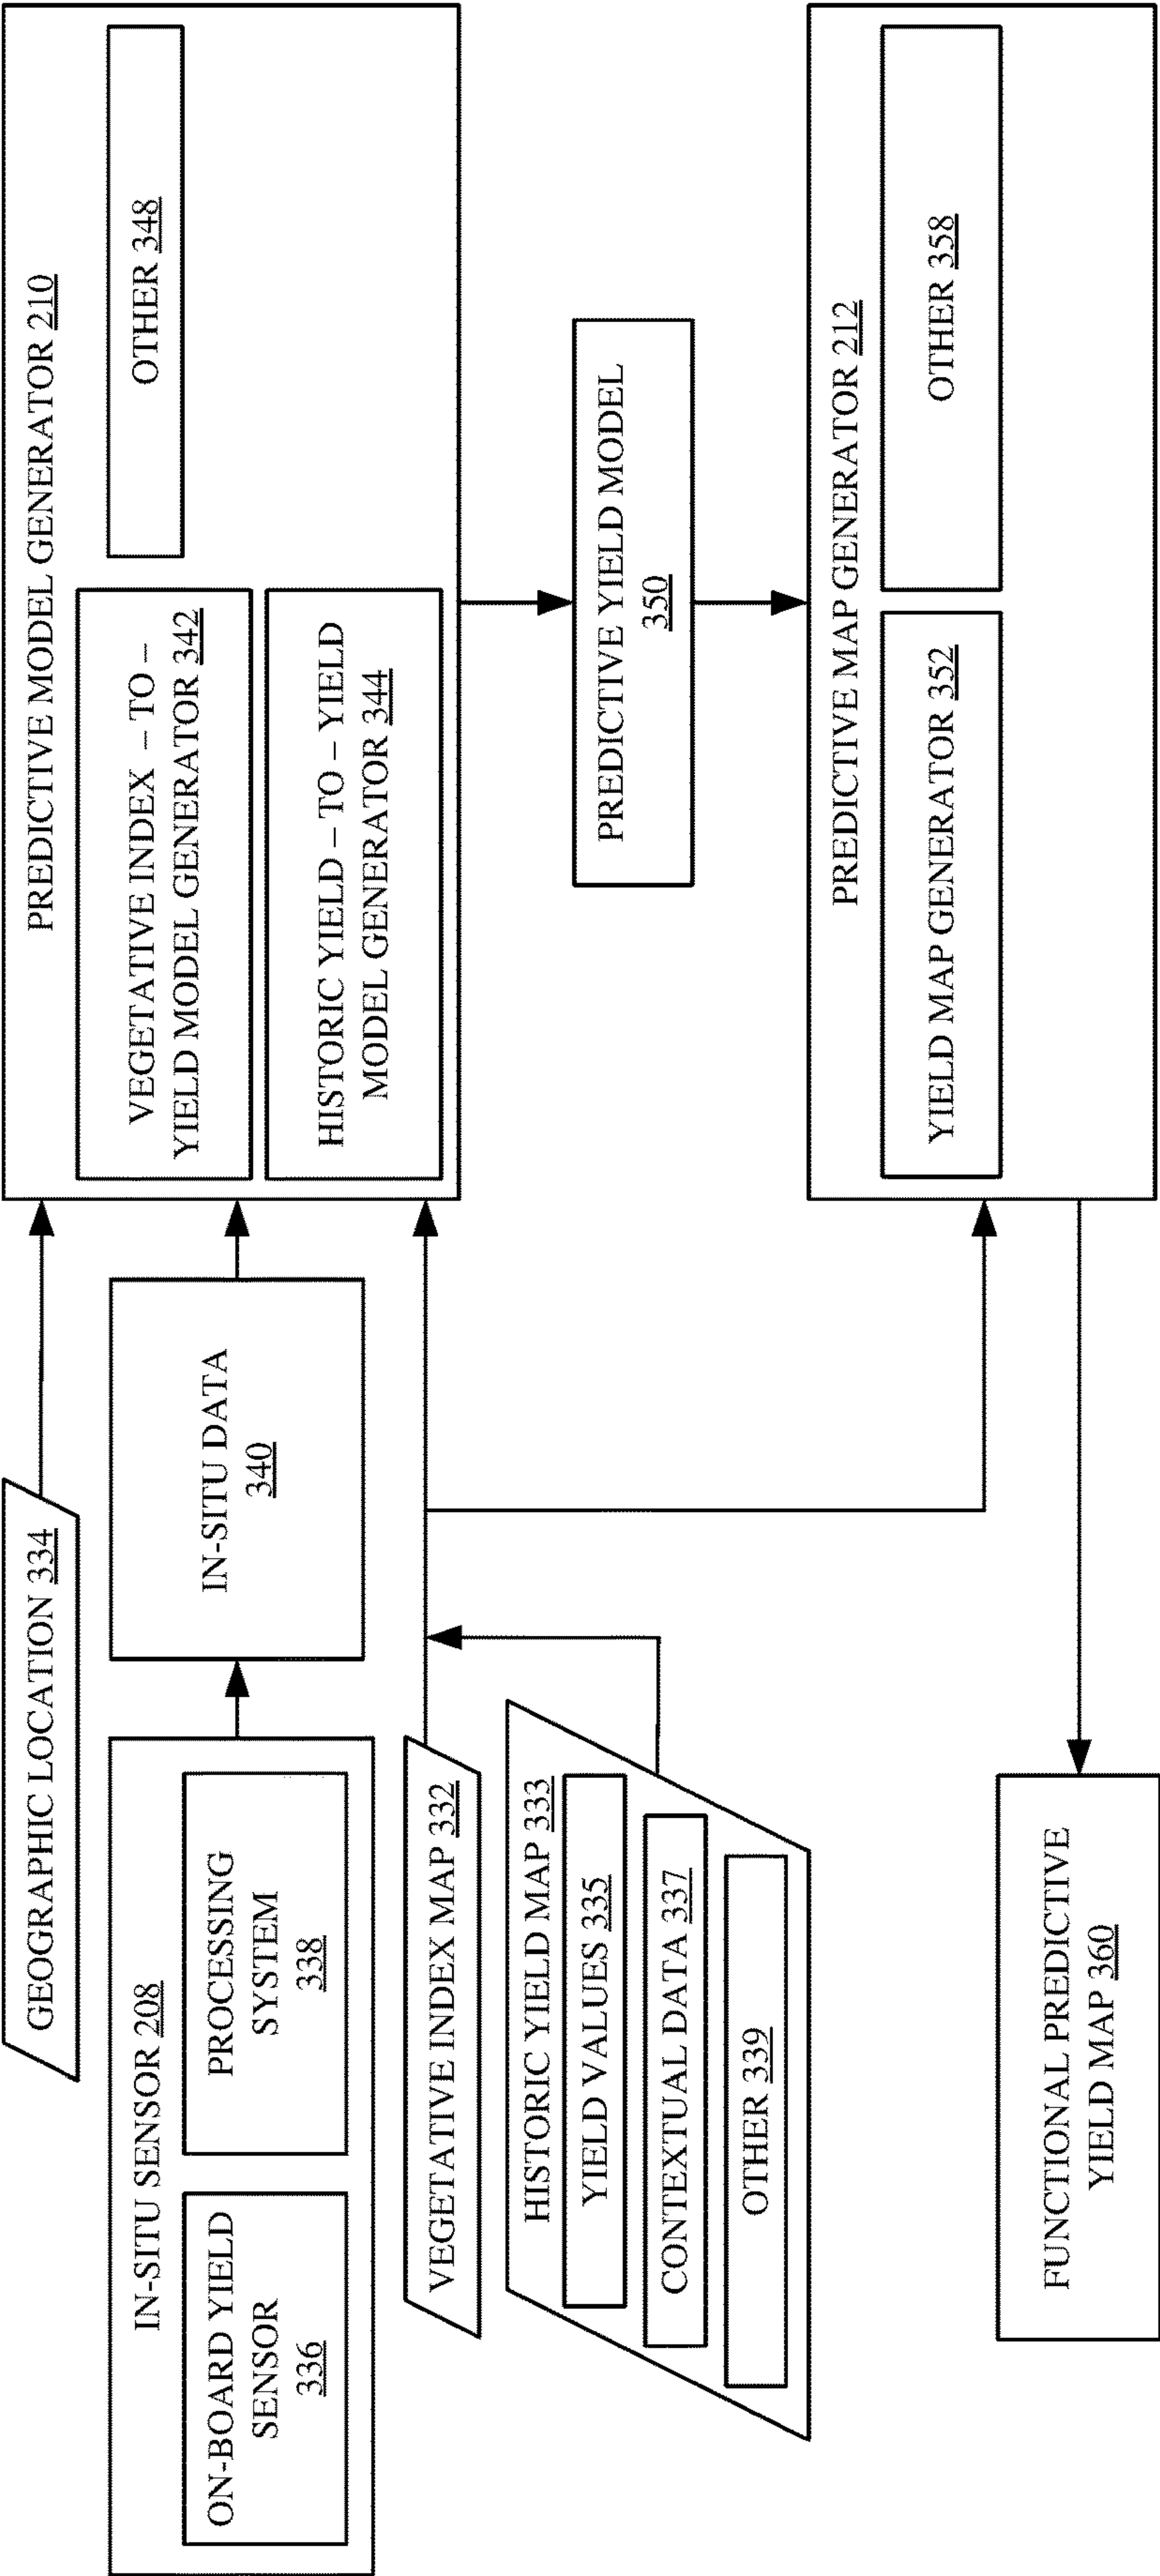 GEOGRAPHIC LOCATION 334
IN-SITU SENSOR 208
ON-BOARD YIELD
SENSOR
336
PROCESSING
SYSTEM
338
IN-SITU DATA
340
VEGETATIVE INDEX MAP 332
HISTORIC YIELD MAP 333
YIELD VALUES 335
CONTEXTUAL DATA 337
OTHER 339
PREDICTIVE MODEL GENERATOR 210
VEGETATIVE INDEX – TO –
YIELD MODEL GENERATOR 342
HISTORIC YIELD – TO – YIELD
MODEL GENERATOR 344
OTHER 348
PREDICTIVE YIELD MODEL
350
PREDICTIVE MAP GENERATOR 212
YIELD MAP GENERATOR 352
OTHER 358
FUNCTIONAL PREDICTIVE
YIELD MAP 360